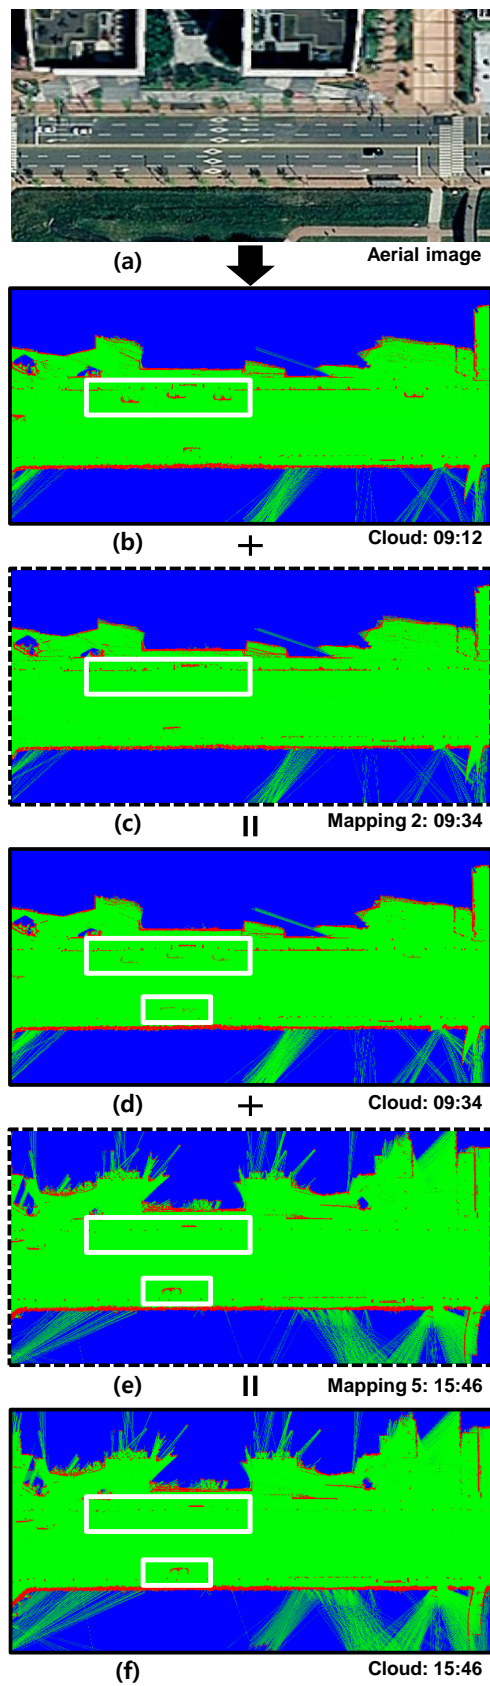 (a) Aerial image
(b) Cloud: 09:12
+
(c) Mapping 2: 09:34
=
(d) Cloud: 09:34
+
(e) Mapping 5: 15:46
=
(f) Cloud: 15:46